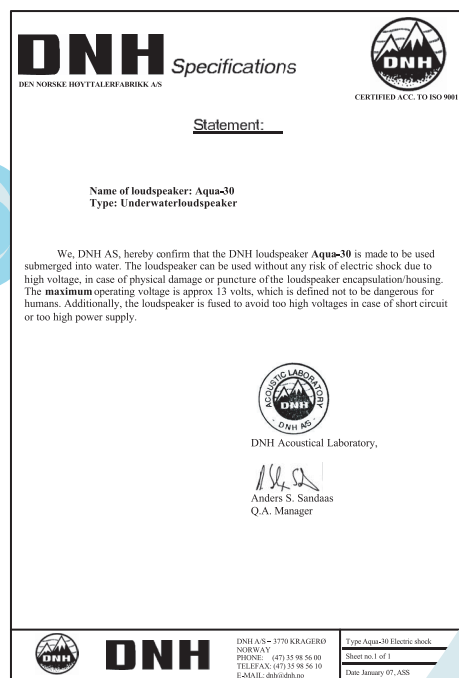 DNH Specifications
DEN NORSKE HØYTTALERFABRIKK A/S
DNH
CERTIFIED ACC. TO ISO 9001
Statement:
Name of loudspeaker: Aqua-30
Type: Underwaterloudspeaker
We, DNH AS, hereby confirm that the DNH loudspeaker Aqua-30 is made to be used
submerged into water. The loudspeaker can be used without any risk of electric shock due to
high voltage, in case of physical damage or puncture of the loudspeaker encapsulation/housing.
The maximum operating voltage is approx 13 volts, which is defined not to be dangerous for
humans. Additionally, the loudspeaker is fused to avoid too high voltages in case of short circuit
or too high power supply.
ACOUSTIC LABORATORY
DNH
- DNH A/S -
DNH Acoustical Laboratory,
Anders S. Sandaas
Q.A. Manager
DNH
DNH
DNH A/S – 3770 KRAGERØ
NORWAY
PHONE: (47) 35 98 56 00
TELEFAX: (47) 35 98 56 10
E-MAIL: dnh@dnh.no
Type Aqua-30 Electric shock
Sheet no.1 of 1
Date January 07, ASS